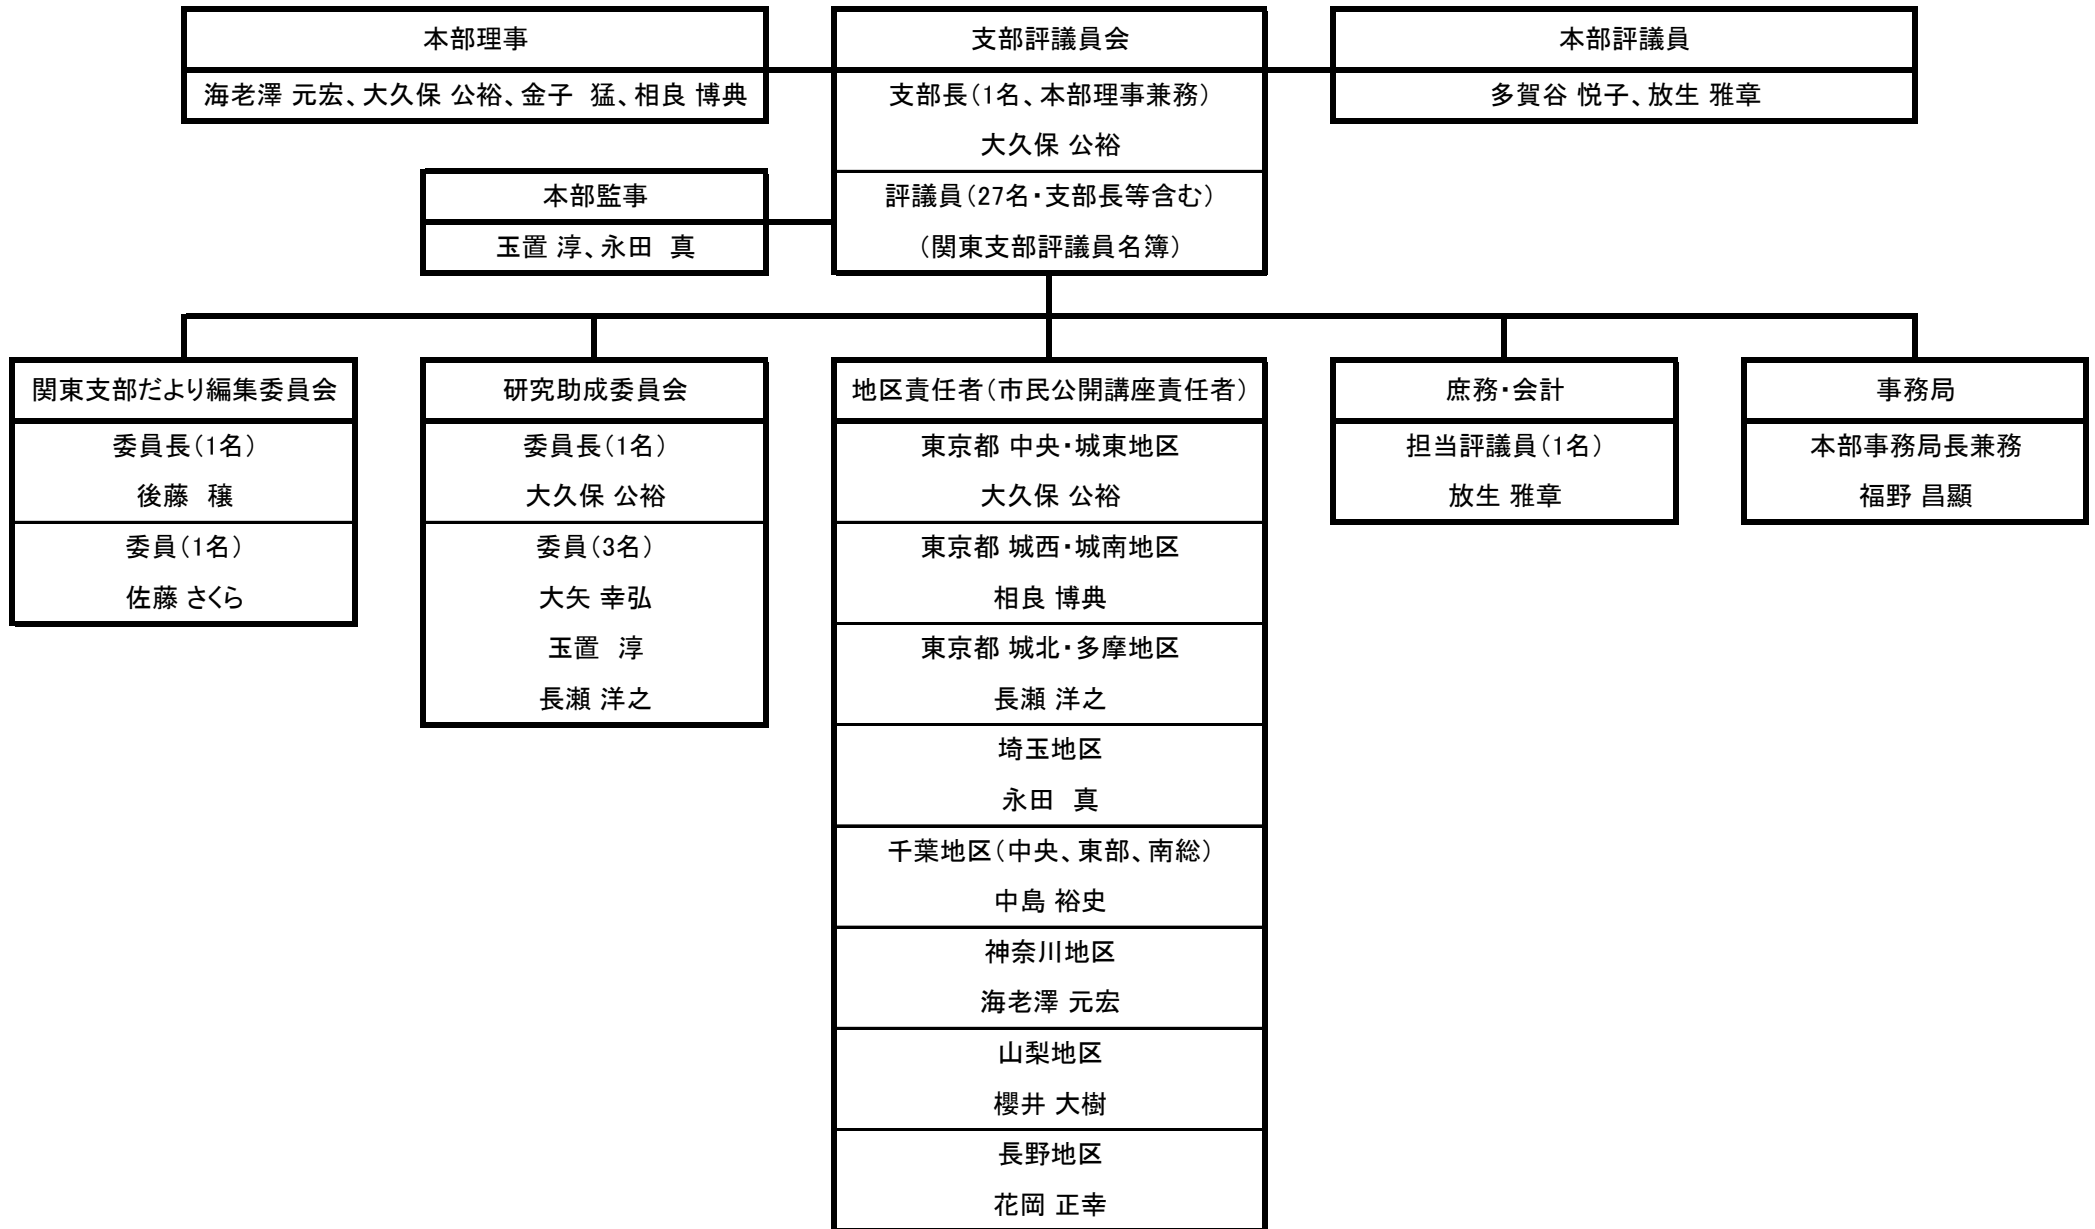 本部理事
海老澤 元宏、大久保 公裕、金子　猛、相良 博典
支部評議員会
支部長(1名、本部理事兼務)
大久保 公裕
評議員(27名・支部長等含む)
(関東支部評議員名簿)
本部評議員
多賀谷 悦子、放生 雅章
本部監事
玉置 淳、永田　真
関東支部だより編集委員会
委員長(1名)
後藤　穣
委員(1名)
佐藤 さくら
研究助成委員会
委員長(1名)
大久保 公裕
委員(3名)
大矢 幸弘
玉置　淳
長瀬 洋之
地区責任者(市民公開講座責任者)
東京都 中央・城東地区
大久保 公裕
東京都 城西・城南地区
相良 博典
東京都 城北・多摩地区
長瀬 洋之
埼玉地区
永田　真
千葉地区(中央、東部、南総)
中島 裕史
神奈川地区
海老澤 元宏
山梨地区
櫻井 大樹
長野地区
花岡 正幸
庶務・会計
担当評議員(1名)
放生 雅章
事務局
本部事務局長兼務
福野 昌顯